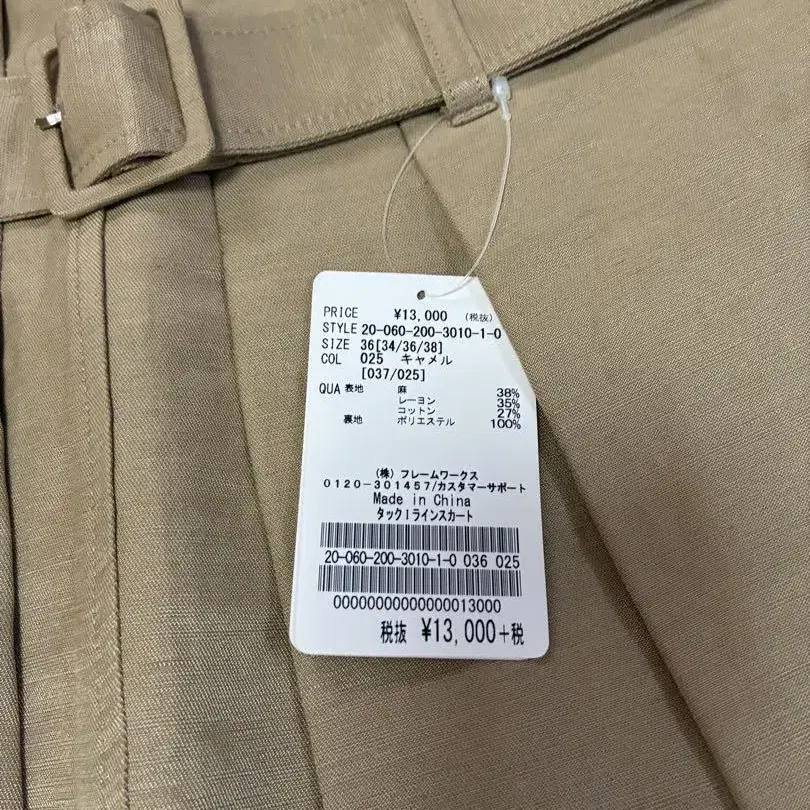 PRICE ¥13,000 (税抜)
STYLE 20-060-200-3010-1-0
SIZE 36[34/36/38]
COL 025 キャメル
[037/025]
QUA 表地 麻 38%
レーヨン 35%
コットン 27%
裏地 ポリエステル 100%
(株) フレームワークス
0120-301457/カスタマーサポート
Made in China
タックIラインスカート
20-060-200-3010-1-0 036 025
00000000000000013000
税抜 ¥13,000+税